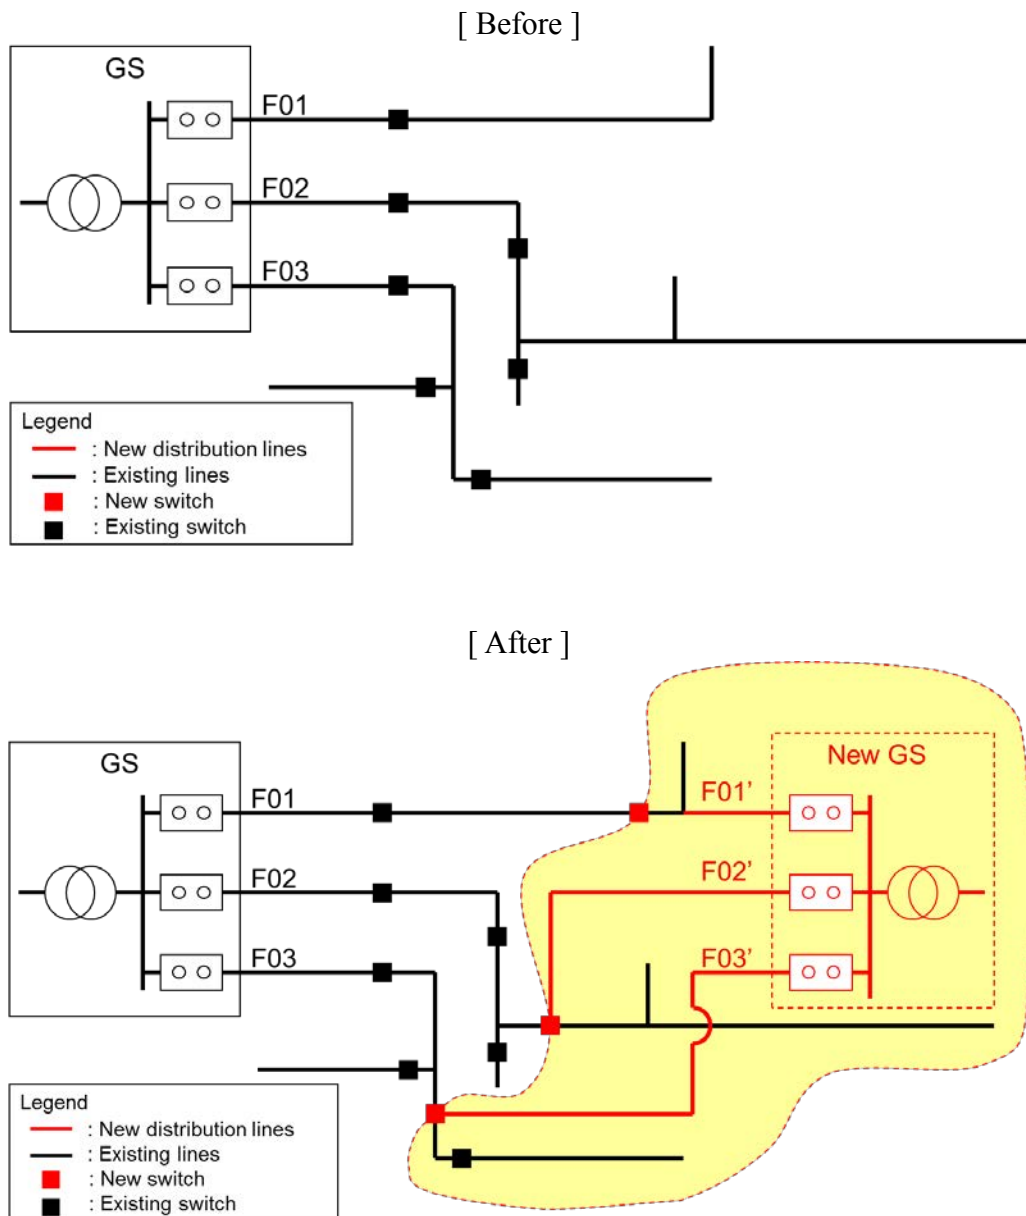 [ Before ]
GS
F01
F02
F03
Legend
: New distribution lines
: Existing lines
: New switch
: Existing switch
[ After ]
GS
New GS
F01
F01’
F02
F02’
F03
F03’
Legend
: New distribution lines
: Existing lines
: New switch
: Existing switch